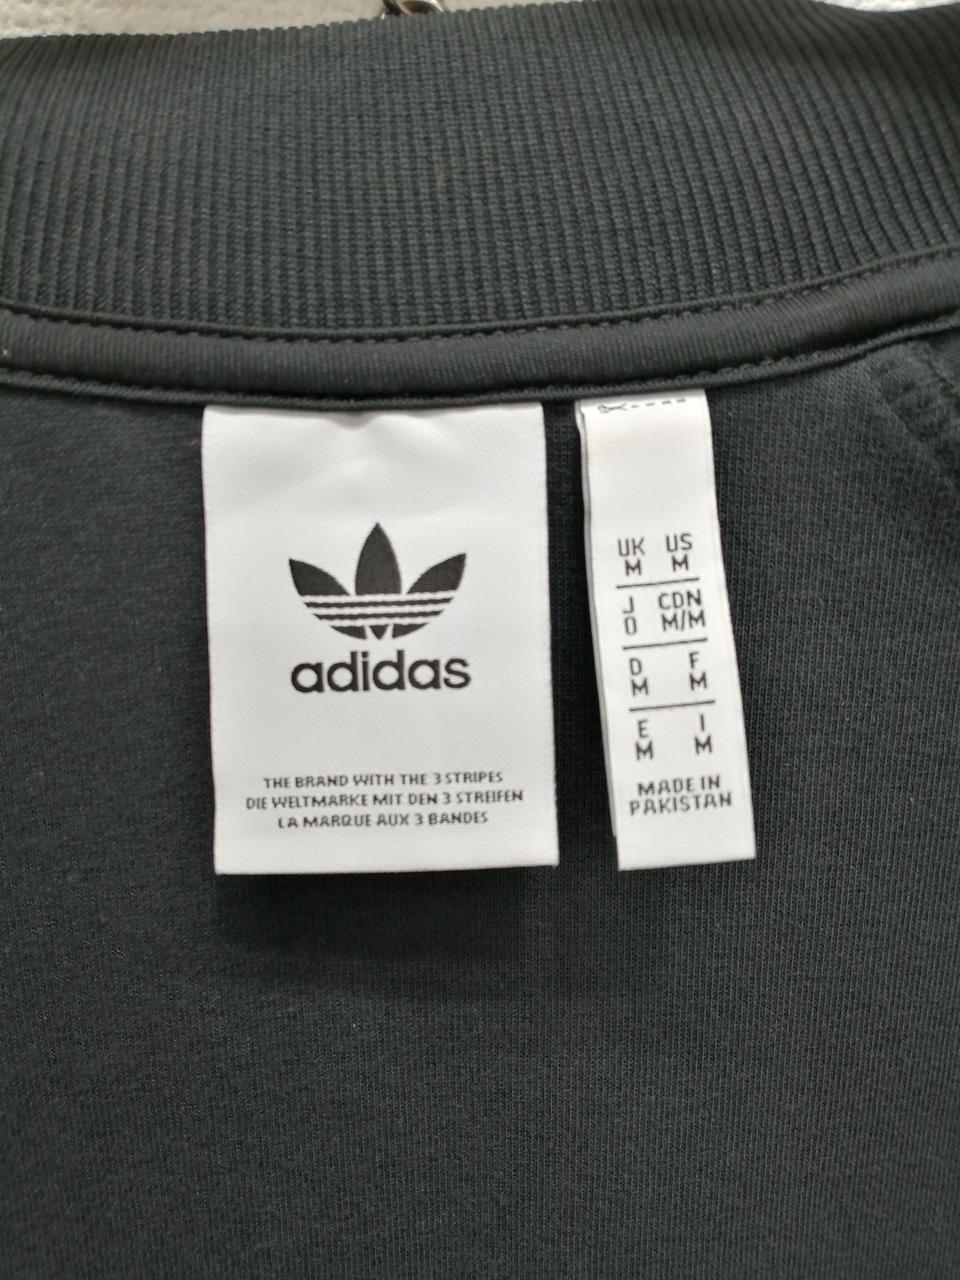 adidas
THE BRAND WITH THE 3 STRIPES
DIE WELTMARKE MIT DEN 3 STREIFEN
LA MARQUE AUX 3 BANDES
UK US
M M
J CDN
O M/M
D F
M M
E I
M M
MADE IN
PAKISTAN